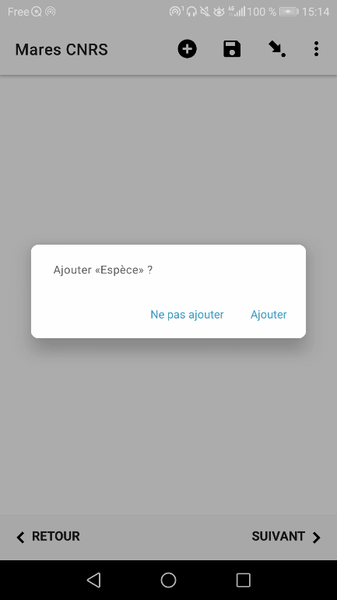 Free 100 % 15:14
Mares CNRS
Ajouter «Espèce» ?
Ne pas ajouter Ajouter
RETOUR SUIVANT